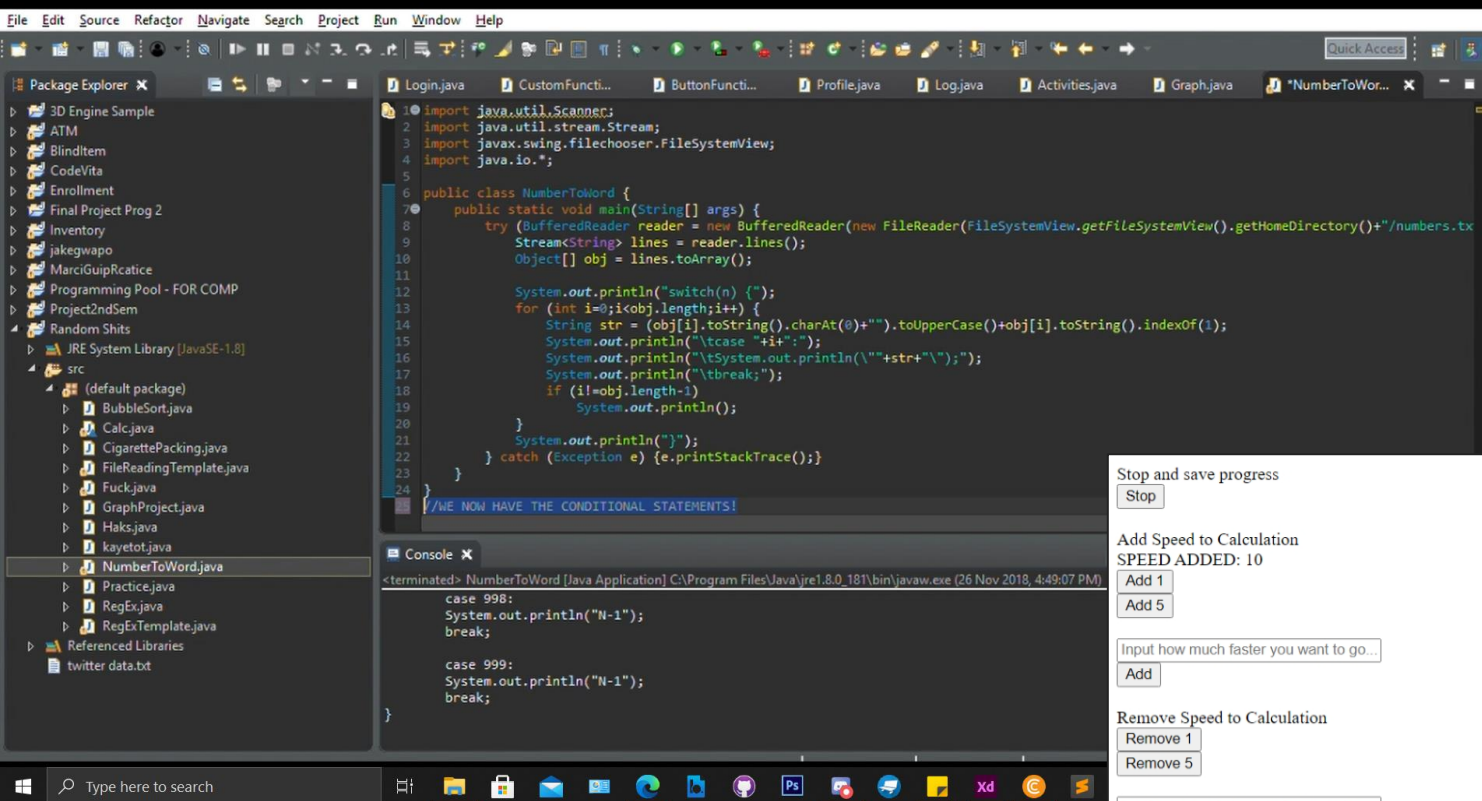 File Edit Source Refactor Navigate Search Project Run Window Help
Quick Access
Package Explorer
3D Engine Sample
ATM
BlindItem
CodeVita
Enrollment
Final Project Prog 2
Inventory
jakegwapo
MarciGuipRcatice
Programming Pool - FOR COMP
Project2ndSem
Random Shits
JRE System Library [JavaSE-1.8]
src
(default package)
BubbleSort.java
Calc.java
CigarettePacking.java
FileReadingTemplate.java
Fuck.java
GraphProject.java
Haks.java
kayetot.java
NumberToWord.java
Practice.java
RegEx.java
RegExTemplate.java
Referenced Libraries
twitter data.txt
Login.java CustomFuncti... ButtonFuncti... Profile.java Log.java Activities.java Graph.java *NumberToWor...
1 import java.util.Scanner;
2 import java.util.stream.Stream;
3 import javax.swing.filechooser.FileSystemView;
4 import java.io.*;
5
6 public class NumberToWord {
7 public static void main(String[] args) {
8 try (BufferedReader reader = new BufferedReader(new FileReader(FileSystemView.getFileSystemView().getHomeDirectory()+"/numbers.tx
9 Stream<String> lines = reader.lines();
10 Object[] obj = lines.toArray();
11
12 System.out.println("switch(n) {");
13 for (int i=0;i<obj.length;i++) {
14 String str = (obj[i].toString().charAt(0)+"").toUpperCase()+obj[i].toString().indexOf(1);
15 System.out.println("\tcase "+i+":");
16 System.out.println("\tSystem.out.println(\""+str+"\");");
17 System.out.println("\tbreak;");
18 if (i!=obj.length-1)
19 System.out.println();
20 }
21 System.out.println("}");
22 } catch (Exception e) {e.printStackTrace();}
23 }
24 }
25 //WE NOW HAVE THE CONDITIONAL STATEMENTS!
Console
<terminated> NumberToWord [Java Application] C:\Program Files\Java\jre1.8.0_181\bin\javaw.exe (26 Nov 2018, 4:49:07 PM)
case 998:
System.out.println("N-1");
break;
case 999:
System.out.println("N-1");
break;
}
Stop and save progress
Stop
Add Speed to Calculation
SPEED ADDED: 10
Add 1
Add 5
Input how much faster you want to go...
Add
Remove Speed to Calculation
Remove 1
Remove 5
Type here to search
Ps
Xd